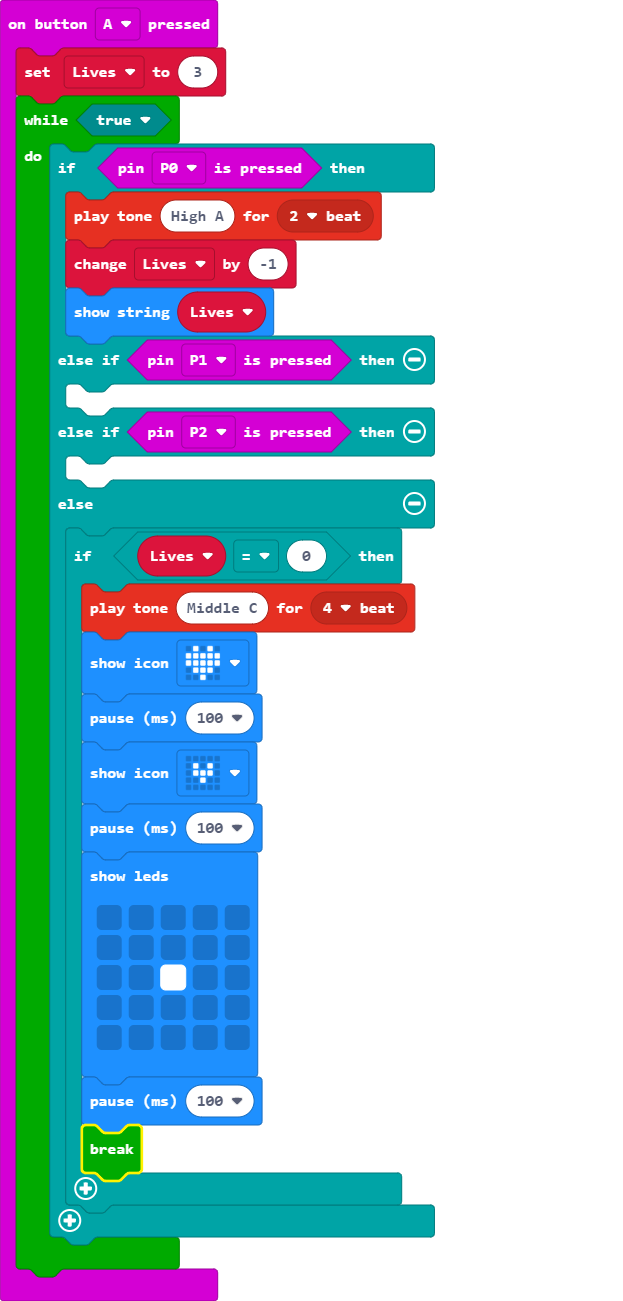 on button A pressed
set Lives to 3
while true
do
if pin P0 is pressed then
play tone High A for 2 beat
change Lives by -1
show string Lives
else if pin P1 is pressed then
else if pin P2 is pressed then
else
if Lives = 0 then
play tone Middle C for 4 beat
show icon
pause (ms) 100
show icon
pause (ms) 100
show leds
pause (ms) 100
break